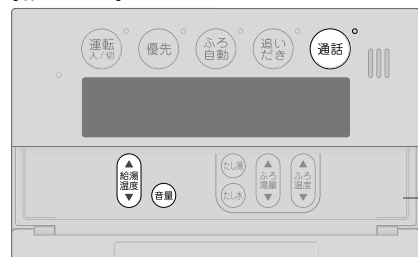 運転
入/切
優先
ふろ
自動
追い
だき
通話
給湯
温度
音量
たし湯
たし水
ふろ
湯量
ふろ
温度